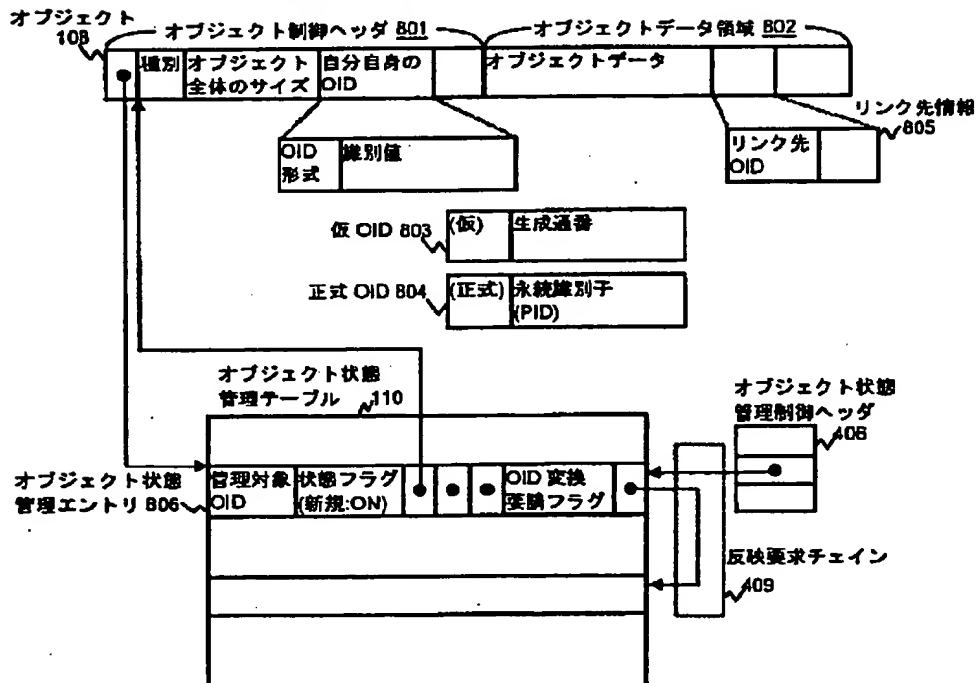 オブジェクト
108
オブジェクト制御ヘッダ 801
オブジェクトデータ領域 802
種別
オブジェクト
全体のサイズ
自分自身の
OID
オブジェクトデータ
リンク先情報
805
OID
形式
識別値
リンク先
OID
仮 OID 803
(仮)
生成通番
正式 OID 804
(正式)
永続識別子
(PID)
オブジェクト状態
管理テーブル 110
オブジェクト状態
管理制御ヘッダ
408
オブジェクト状態
管理エントリ 806
管理対象
OID
状態フラグ
(新規:ON)
OID 変換
要請フラグ
反映要求チェイン
409